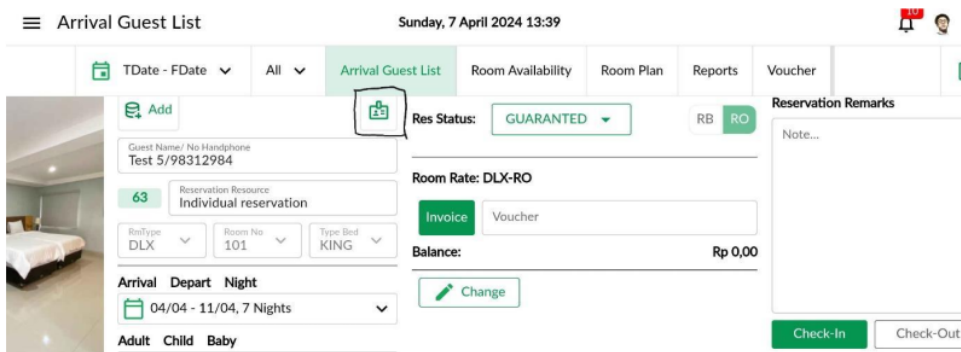 Arrival Guest List
Sunday, 7 April 2024 13:39
10
TDate - FDate
All
Arrival Guest List
Room Availability
Room Plan
Reports
Voucher
Add
Guest Name/ No Handphone
Test 5/98312984
63
Reservation Resource
Individual reservation
RmType
DLX
Room No
101
Type Bed
KING
Arrival Depart Night
04/04 - 11/04, 7 Nights
Adult Child Baby
Res Status:
GUARANTED
RB
RO
Room Rate: DLX-RO
Invoice
Voucher
Balance:
Rp 0,00
Change
Reservation Remarks
Note...
Check-In
Check-Out